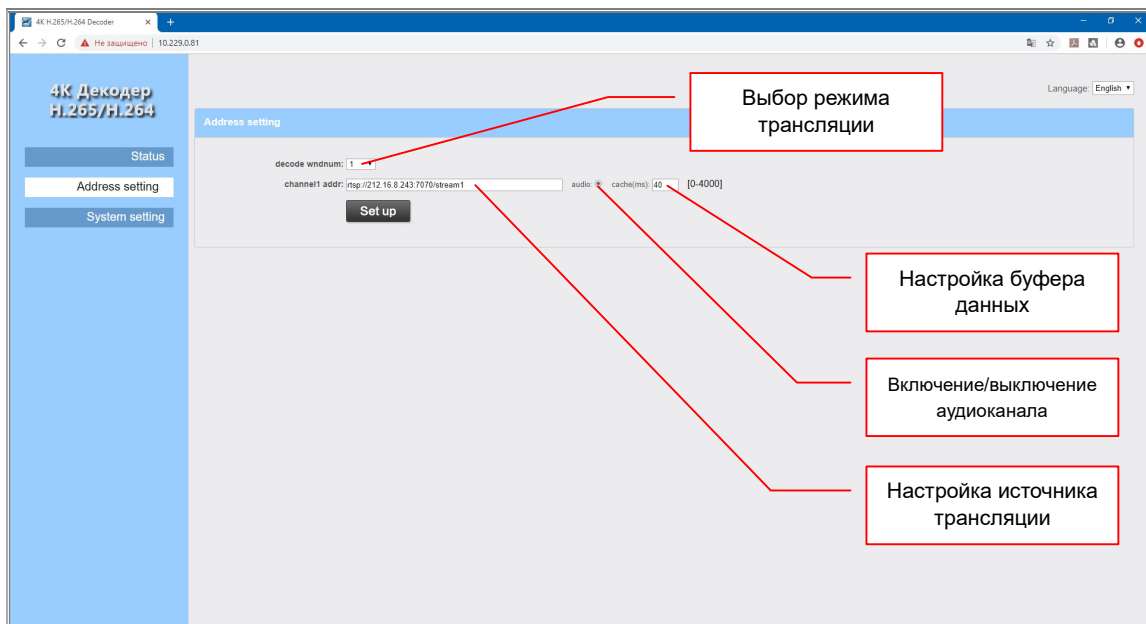 4K H.265/H.264 Decoder
Не защищено | 10.229.0.81
4К Декодер
H.265/H.264
Language: English
Выбор режима
трансляции
Address setting
Status
decode wndnum: 1
Address setting
channel1 addr: rtsp://212.16.8.243:7070/stream1 audio: cache(ms): 40 [0-4000]
Set up
System setting
Настройка буфера
данных
Включение/выключение
аудиоканала
Настройка источника
трансляции